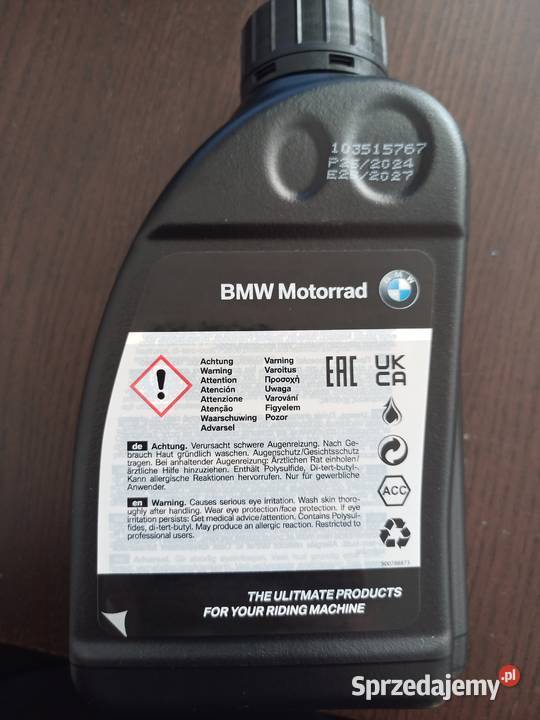 103515767
P25/2024
E25/2027
BMW Motorrad
BMW
Achtung Varning
Warning Varoitus
Attention Προσοχή
Atención Uwaga
Attenzione Varování
Atenção Figyelem
Waarschuwing Pozor
Advarsel
EAC
UK
CA
ACC
de Achtung. Verursacht schwere Augenreizung. Nach Ge-
brauch Haut gründlich waschen. Augenschutz/Gesichtsschutz
tragen. Bei anhaltender Augenreizung: Ärztlichen Rat einholen/
ärztliche Hilfe hinzuziehen. Enthält Polysulfide, Di-tert-butyl-.
Kann allergische Reaktionen hervorrufen. Nur für gewerbliche
Anwender.
en Warning. Causes serious eye irritation. Wash skin thoro-
ughly after handling. Wear eye protection/face protection. If eye
irritation persists: Get medical advice/attention. Contains Polysul-
fides, di-tert-butyl. May produce an allergic reaction. Restricted to
professional users.
THE ULITMATE PRODUCTS
FOR YOUR RIDING MACHINE
Sprzedajemy.pl